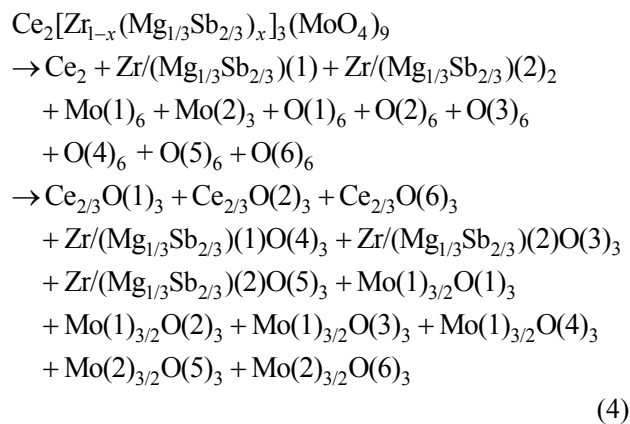 Ce₂[Zr₁₋ₓ(Mg₁/₃Sb₂/₃)ₓ]₃(MoO₄)₉
→ Ce₂ + Zr/(Mg₁/₃Sb₂/₃)(1) + Zr/(Mg₁/₃Sb₂/₃)(2)₂
+ Mo(1)₆ + Mo(2)₃ + O(1)₆ + O(2)₆ + O(3)₆
+ O(4)₆ + O(5)₆ + O(6)₆
→ Ce₂/₃O(1)₃ + Ce₂/₃O(2)₃ + Ce₂/₃O(6)₃
+ Zr/(Mg₁/₃Sb₂/₃)(1)O(4)₃ + Zr/(Mg₁/₃Sb₂/₃)(2)O(3)₃
+ Zr/(Mg₁/₃Sb₂/₃)(2)O(5)₃ + Mo(1)₃/₂O(1)₃
+ Mo(1)₃/₂O(2)₃ + Mo(1)₃/₂O(3)₃ + Mo(1)₃/₂O(4)₃
+ Mo(2)₃/₂O(5)₃ + Mo(2)₃/₂O(6)₃
(4)